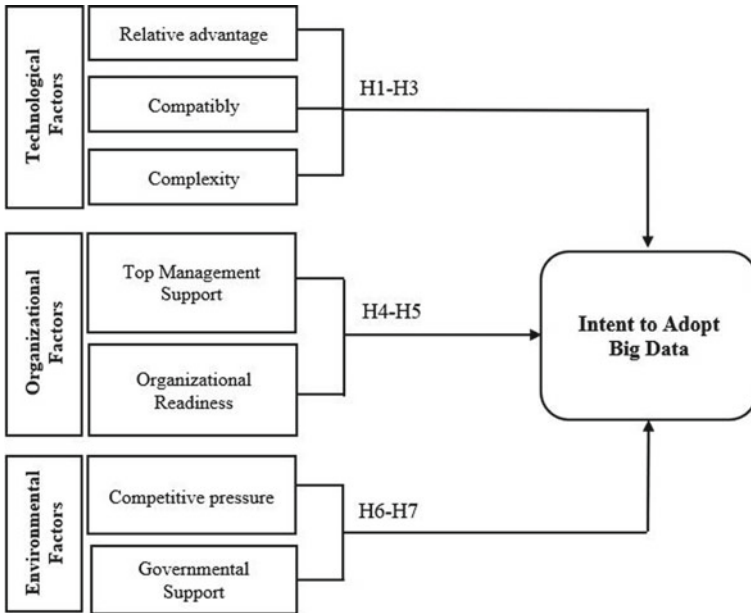 Technological
Factors
Relative advantage
Compatibly
Complexity
H1-H3
Organizational
Factors
Top Management
Support
Organizational
Readiness
H4-H5
Intent to Adopt
Big Data
Environmental
Factors
Competitive pressure
Governmental
Support
H6-H7